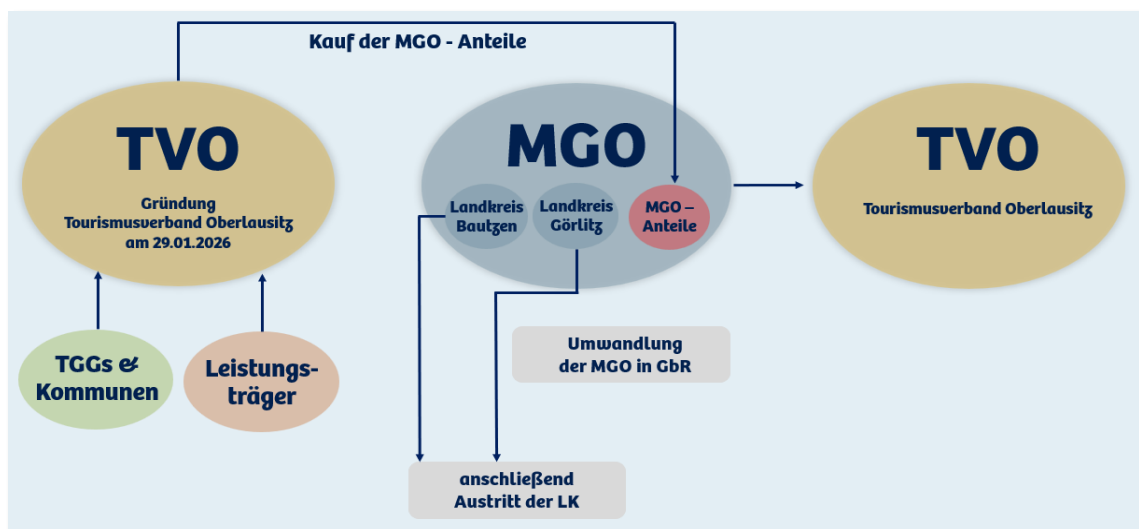 Kauf der MGO - Anteile
TVO
Gründung
Tourismusverband Oberlausitz
am 29.01.2026
TGGs &
Kommunen
Leistungs-
träger
MGO
Landkreis
Bautzen
Landkreis
Görlitz
MGO –
Anteile
Umwandlung
der MGO in GbR
anschließend
Austritt der LK
TVO
Tourismusverband Oberlausitz